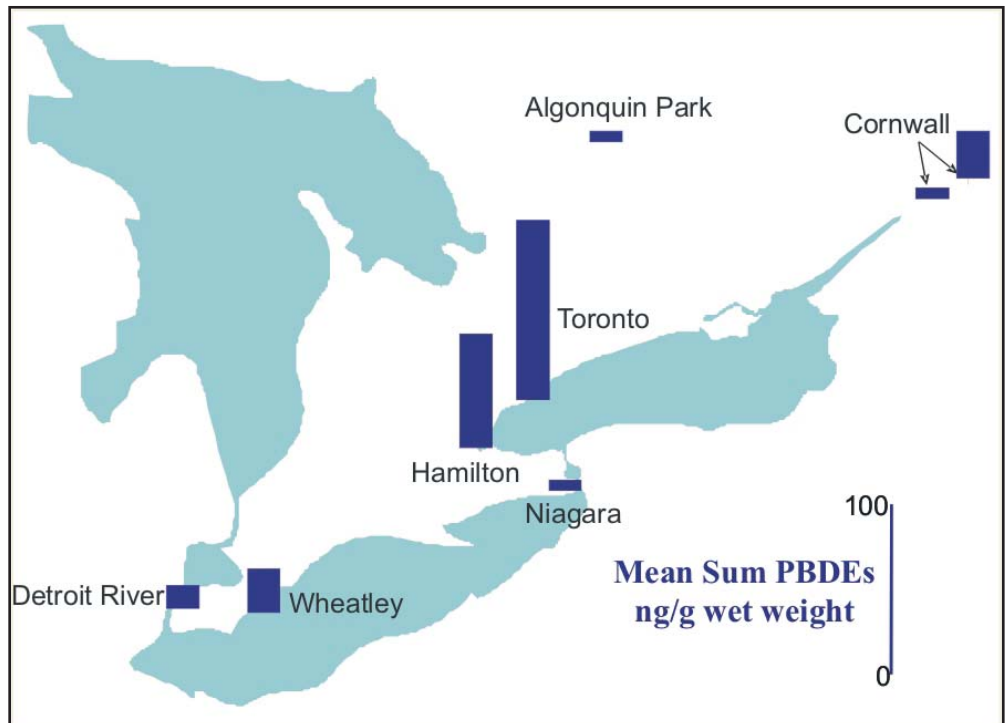 Algonquin Park
Cornwall
Toronto
Hamilton
Niagara
100
Mean Sum PBDEs
ng/g wet weight
Detroit River
Wheatley
0